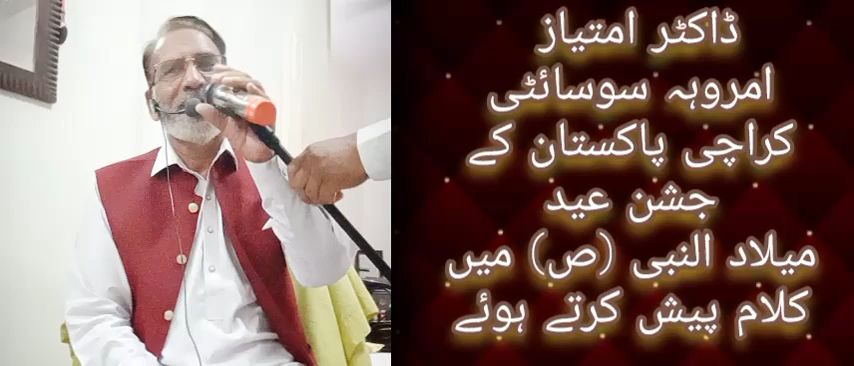 ڈاکٹر امتیاز
امروہہ سوسائٹی
کراچی پاکستان کے
جشن عید
میلاد النبی (ص) میں
کلام پیش کرتے ہوئے